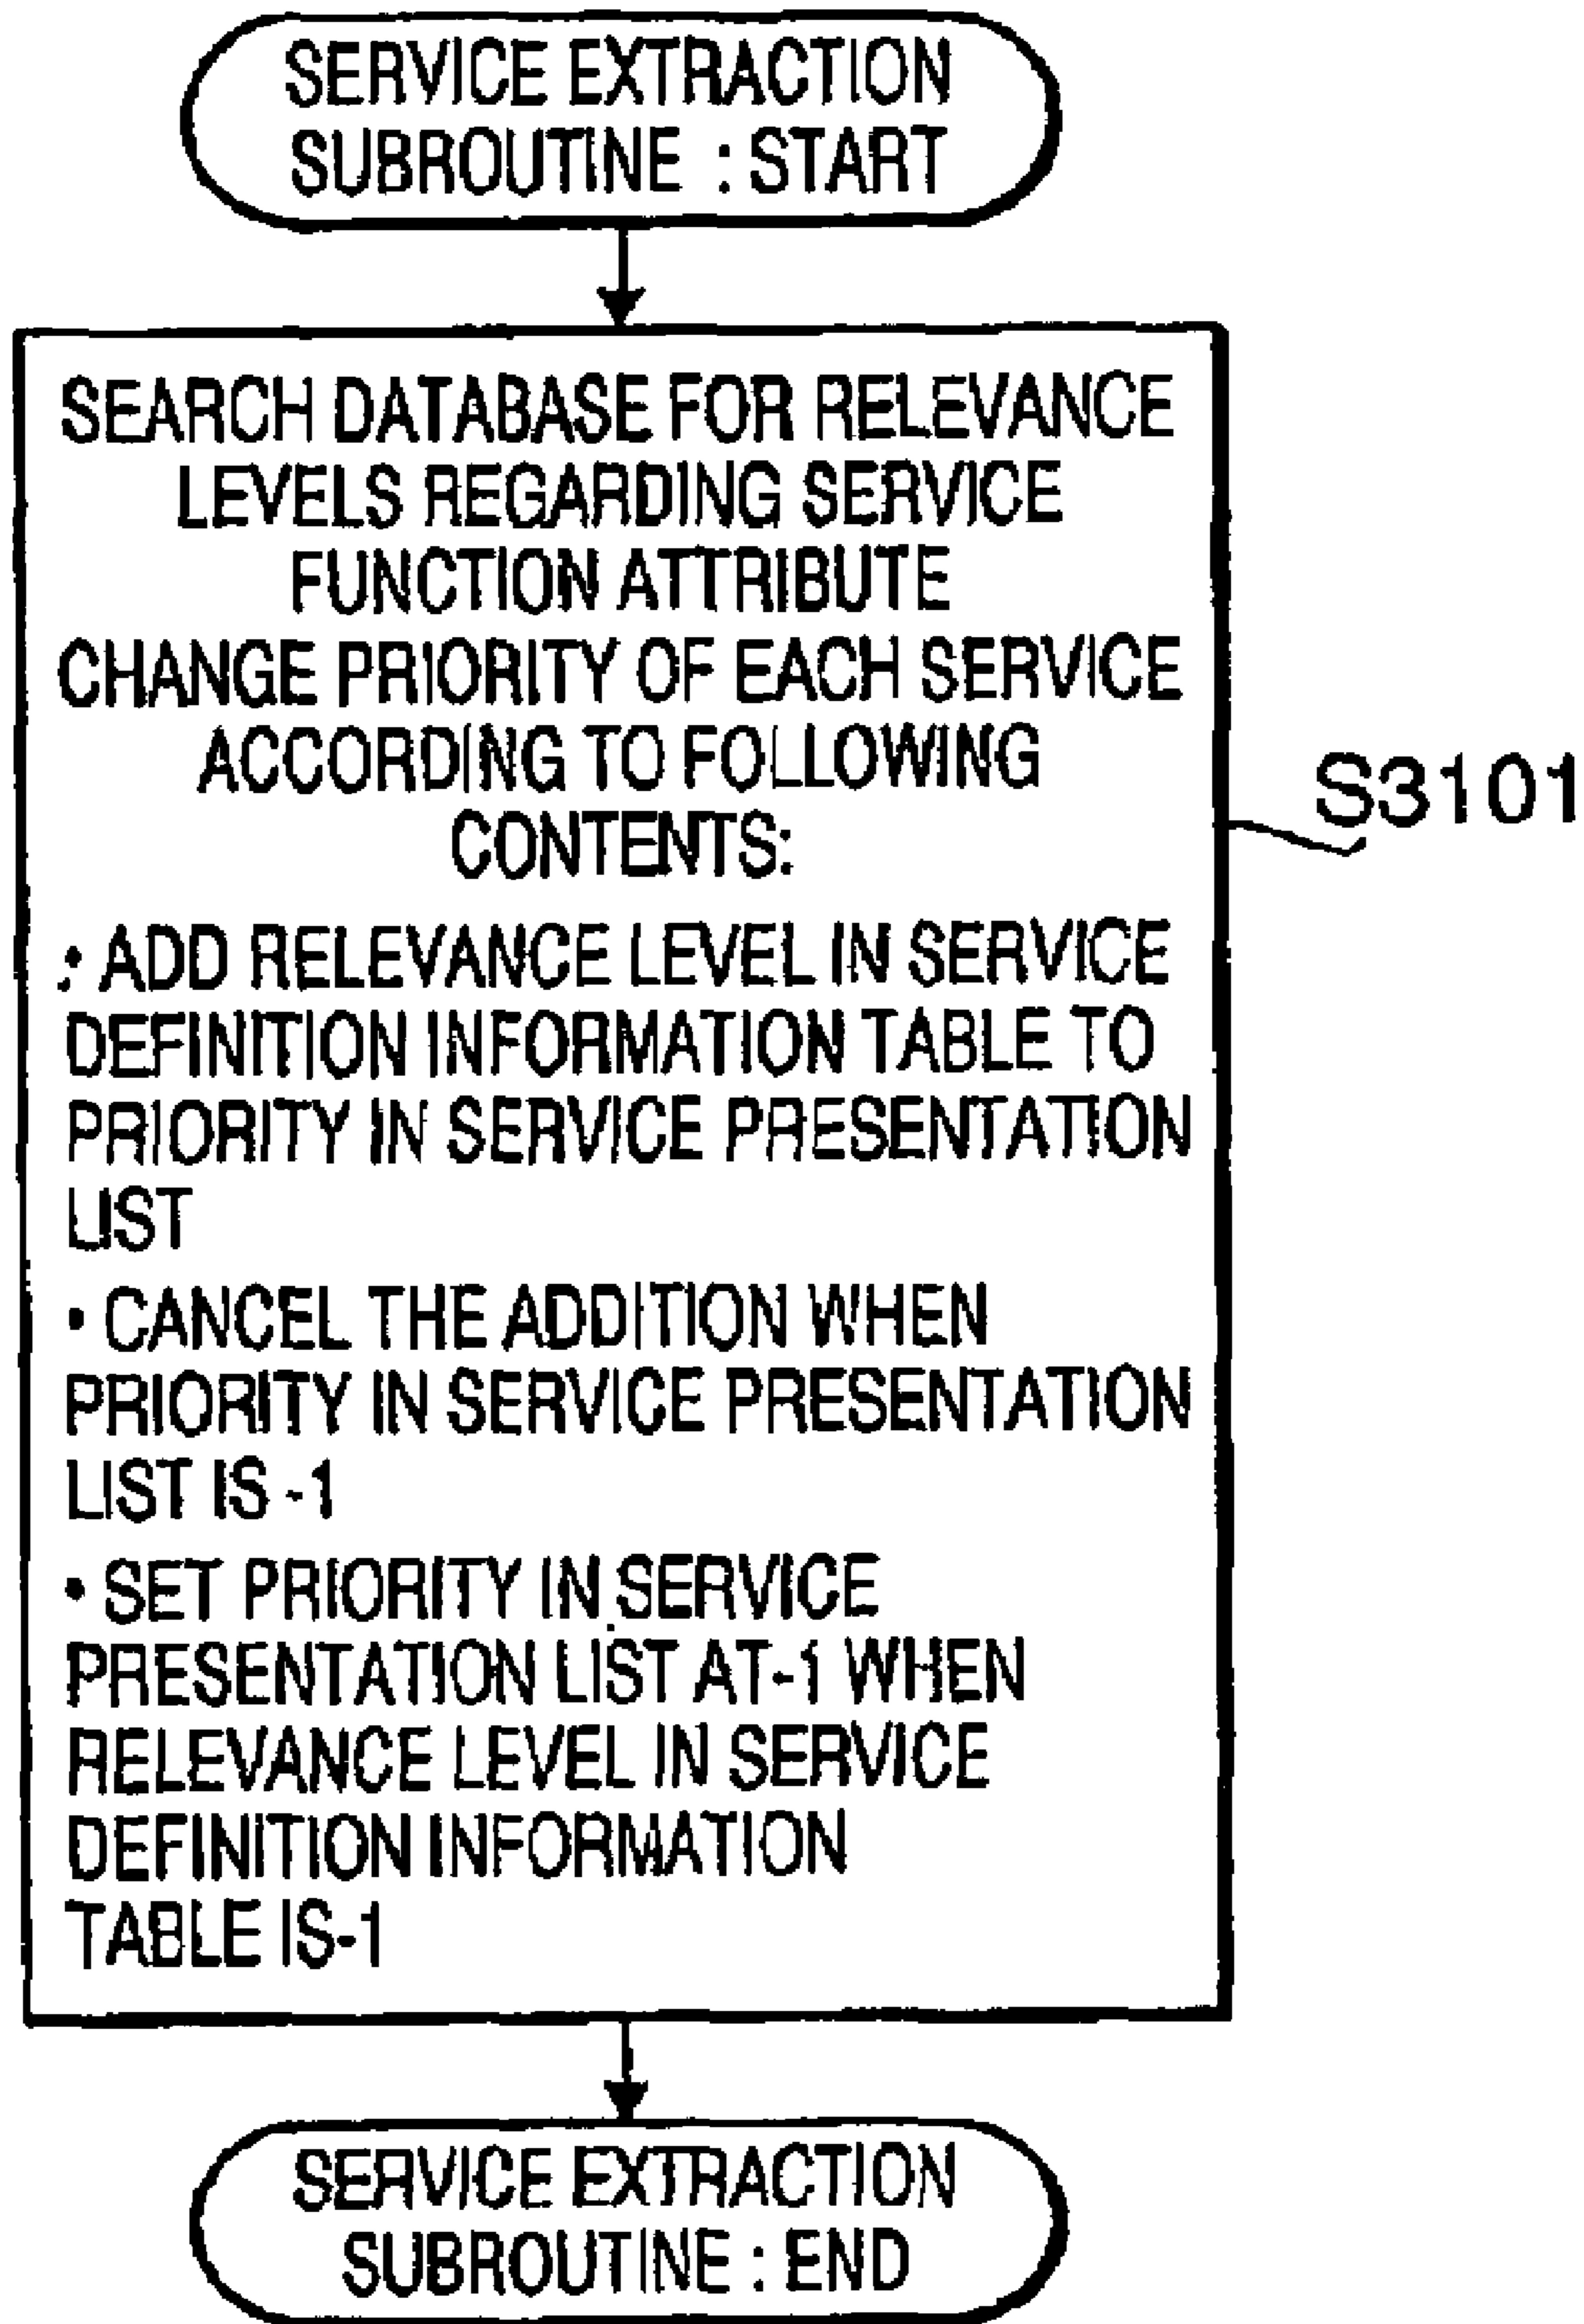 SERVICE EXTRACTION
SUBROUTINE : START
SEARCH DATABASE FOR RELEVANCE
LEVELS REGARDING SERVICE
FUNCTION ATTRIBUTE
CHANGE PRIORITY OF EACH SERVICE
ACCORDING TO FOLLOWING
CONTENTS:
S3101
• ADD RELEVANCE LEVEL IN SERVICE
DEFINITION INFORMATION TABLE TO
PRIORITY IN SERVICE PRESENTATION
LIST
• CANCEL THE ADDITION WHEN
PRIORITY IN SERVICE PRESENTATION
LIST IS -1
• SET PRIORITY IN SERVICE
PRESENTATION LIST AT-1 WHEN
RELEVANCE LEVEL IN SERVICE
DEFINITION INFORMATION
TABLE IS-1
SERVICE EXTRACTION
SUBROUTINE : END